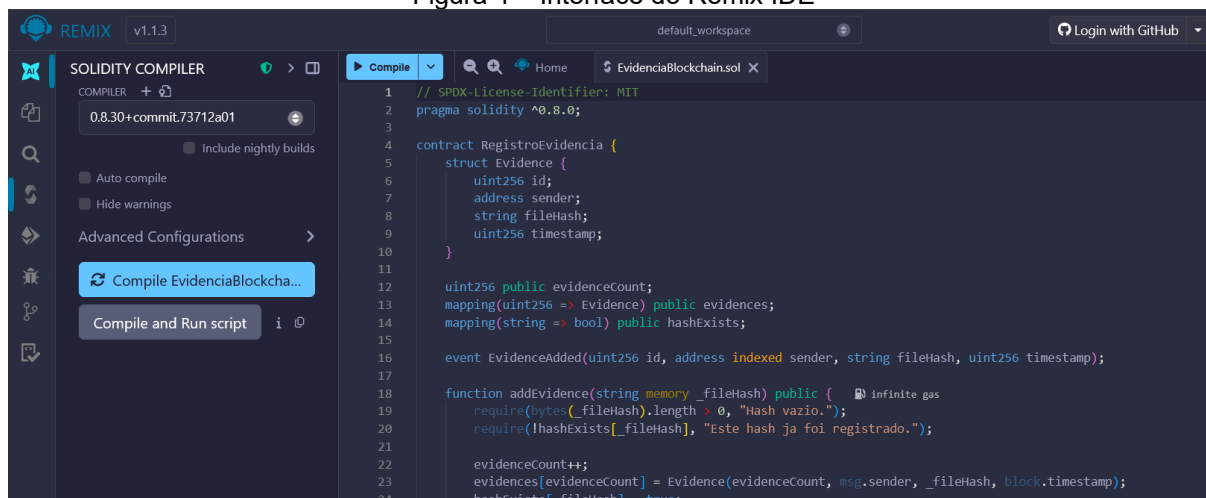 Figura 1 – Interface do Remix IDE
REMIX v1.1.3
default_workspace
Login with GitHub
SOLIDITY COMPILER
COMPILER
0.8.30+commit.73712a01
Include nightly builds
Auto compile
Hide warnings
Advanced Configurations
Compile EvidenciaBlockcha...
Compile and Run script
Compile Home EvidenciaBlockchain.sol
1 // SPDX-License-Identifier: MIT
2 pragma solidity ^0.8.0;
3
4 contract RegistroEvidencia {
5 struct Evidence {
6 uint256 id;
7 address sender;
8 string fileHash;
9 uint256 timestamp;
10 }
11
12 uint256 public evidenceCount;
13 mapping(uint256 => Evidence) public evidences;
14 mapping(string => bool) public hashExists;
15
16 event EvidenceAdded(uint256 id, address indexed sender, string fileHash, uint256 timestamp);
17
18 function addEvidence(string memory _fileHash) public { infinite gas
19 require(bytes(_fileHash).length > 0, "Hash vazio.");
20 require(!hashExists[_fileHash], "Este hash ja foi registrado.");
21
22 evidenceCount++;
23 evidences[evidenceCount] = Evidence(evidenceCount, msg.sender, _fileHash, block.timestamp);